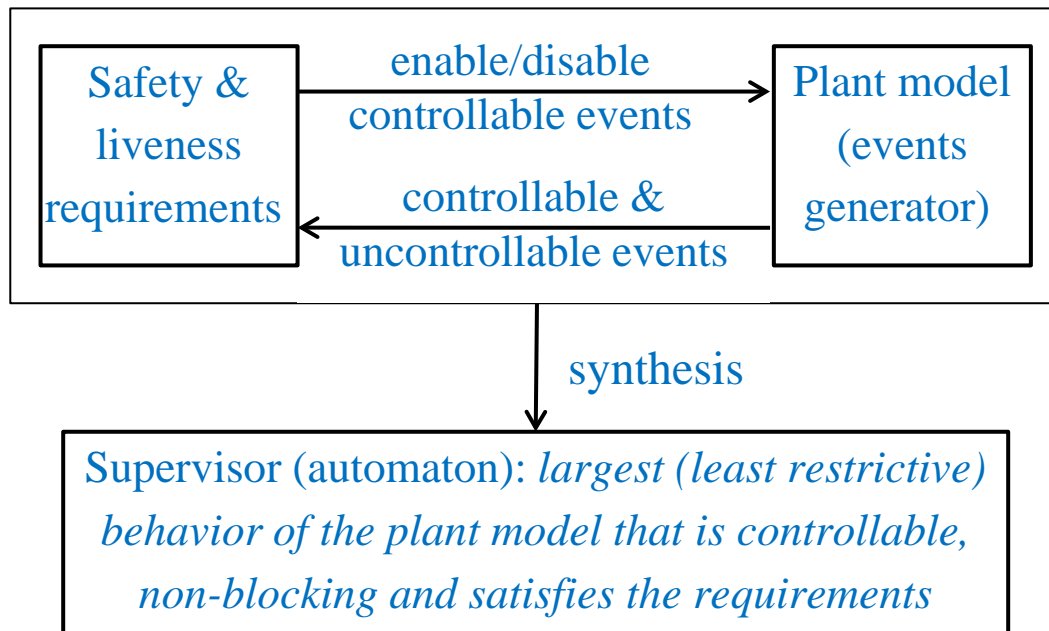 Safety &
liveness
requirements
enable/disable
controllable events
controllable &
uncontrollable events
Plant model
(events
generator)
synthesis
Supervisor (automaton): largest (least restrictive)
behavior of the plant model that is controllable,
non-blocking and satisfies the requirements